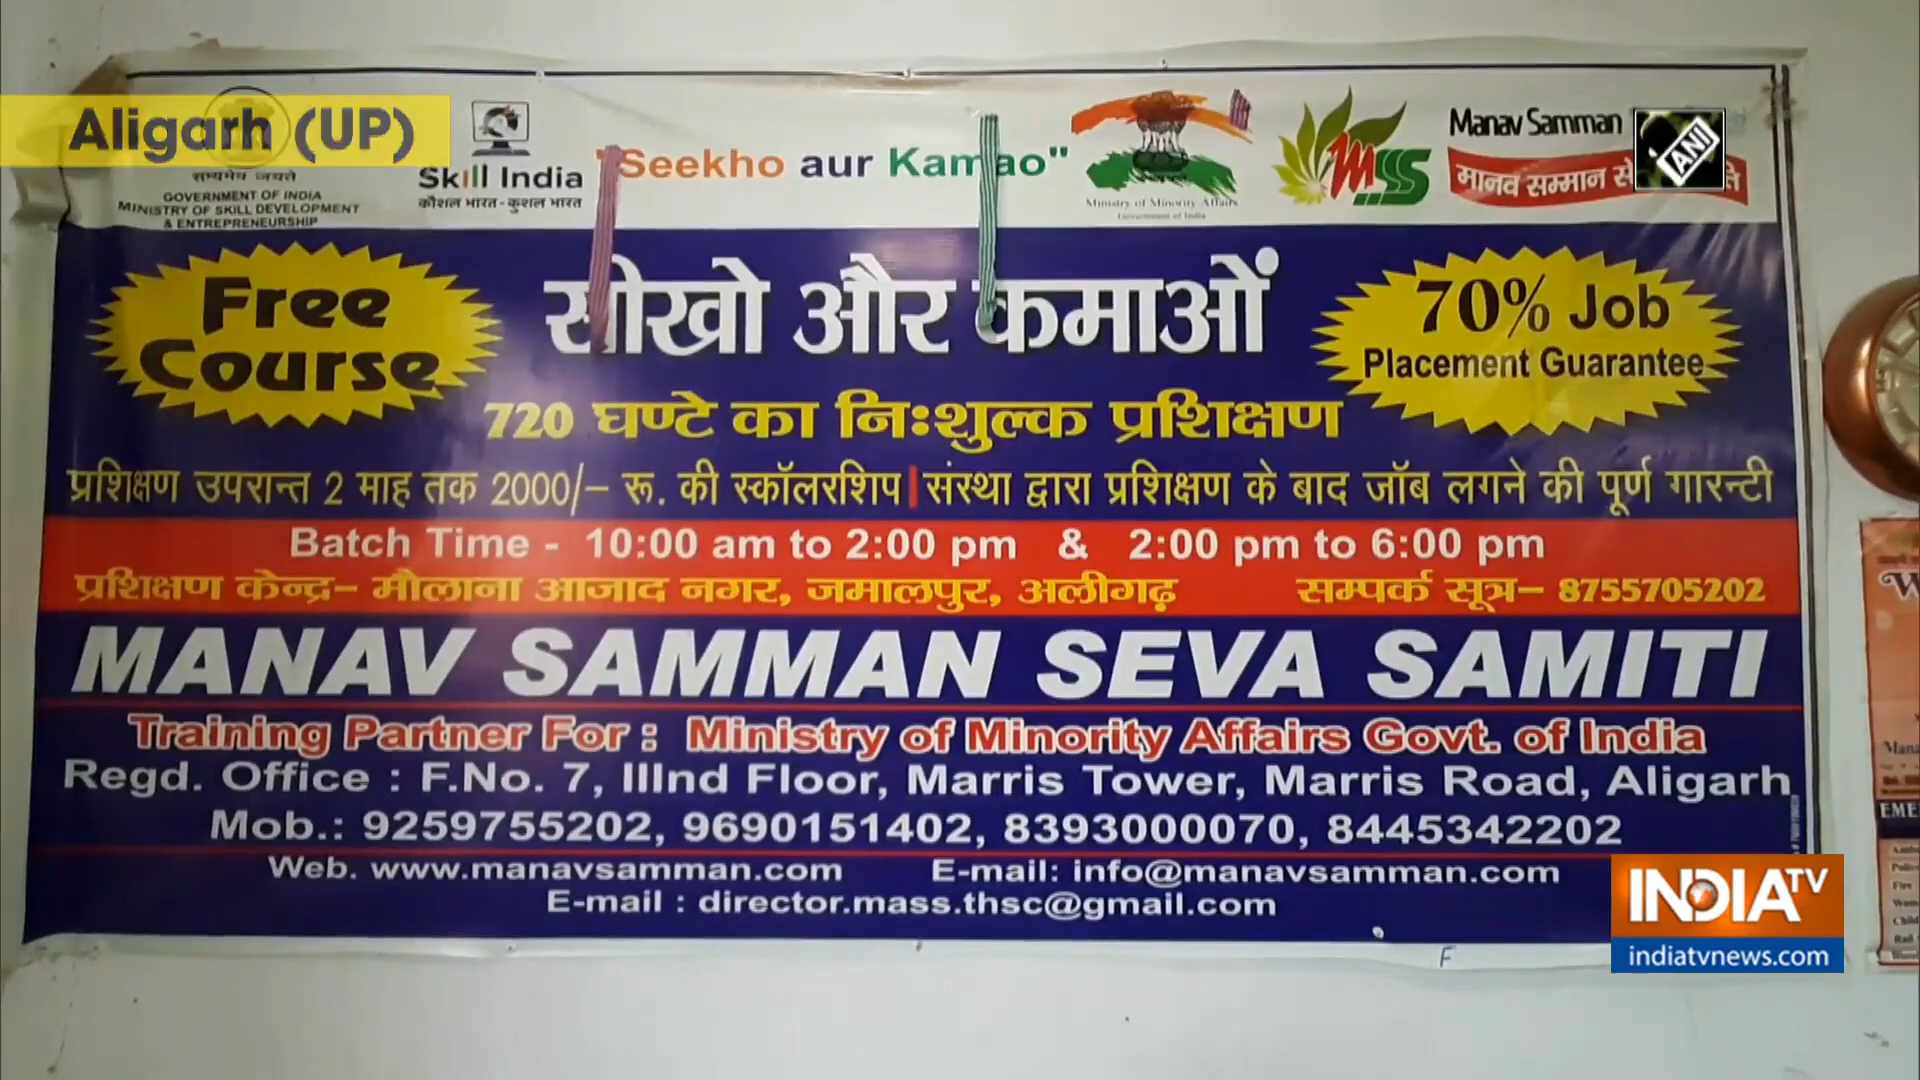 Aligarh (UP)
सत्यमेव जयते
GOVERNMENT OF INDIA
MINISTRY OF SKILL DEVELOPMENT
& ENTREPRENEURSHIP
Skill India
कौशल भारत - कुशल भारत
"Seekho aur Kamao"
Ministry of Minority Affairs
Government of India
MSS
Manav Samman
मानव सम्मान
ANI
Free
Course
सीखो और कमाओं
70% Job
Placement Guarantee
720 घण्टे का निःशुल्क प्रशिक्षण
प्रशिक्षण उपरान्त 2 माह तक 2000/– रू. की स्कॉलरशिप | संस्था द्वारा प्रशिक्षण के बाद जॉब लगने की पूर्ण गारन्टी
Batch Time - 10:00 am to 2:00 pm & 2:00 pm to 6:00 pm
प्रशिक्षण केन्द्र– मौलाना आजाद नगर, जमालपुर, अलीगढ़ सम्पर्क सूत्र– 8755705202
MANAV SAMMAN SEVA SAMITI
Training Partner For : Ministry of Minority Affairs Govt. of India
Regd. Office : F.No. 7, IIInd Floor, Marris Tower, Marris Road, Aligarh
Mob.: 9259755202, 9690151402, 8393000070, 8445342202
Web. www.manavsamman.com E-mail: info@manavsamman.com
E-mail : director.mass.thsc@gmail.com
F
INDIA TV
indiatvnews.com